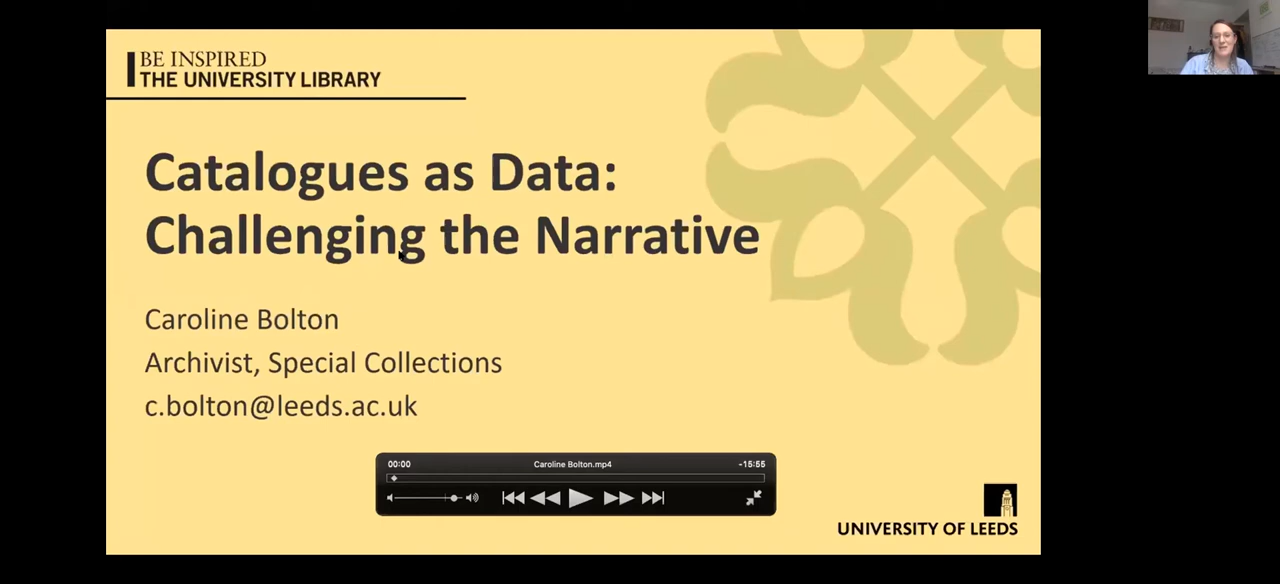 BE INSPIRED
THE UNIVERSITY LIBRARY
Catalogues as Data:
Challenging the Narrative
Caroline Bolton
Archivist, Special Collections
c.bolton@leeds.ac.uk
00:00 Caroline Bolton.mp4 -15:55
UNIVERSITY OF LEEDS